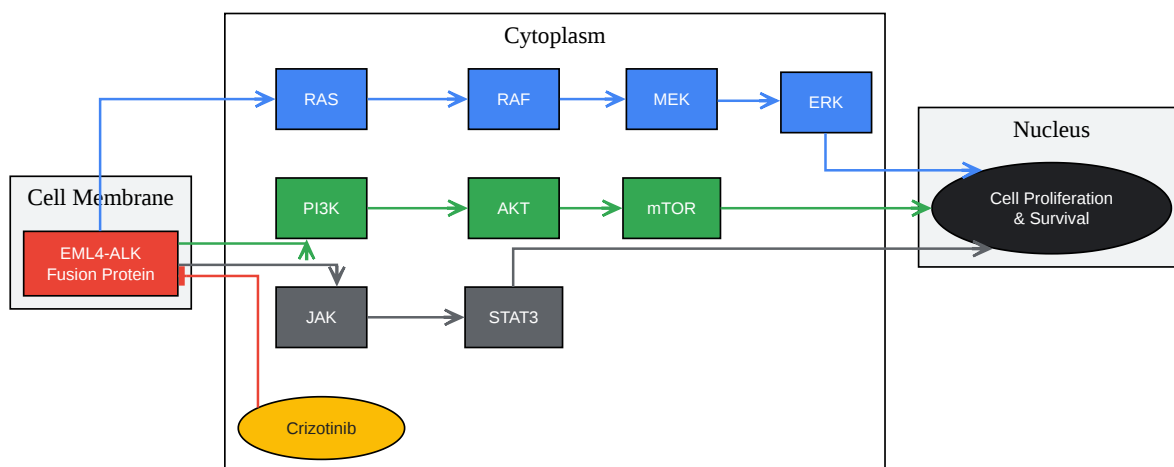 Cytoplasm
RAS
RAF
MEK
ERK
Nucleus
Cell Membrane
PI3K
AKT
mTOR
Cell Proliferation
& Survival
EML4-ALK
Fusion Protein
JAK
STAT3
Crizotinib